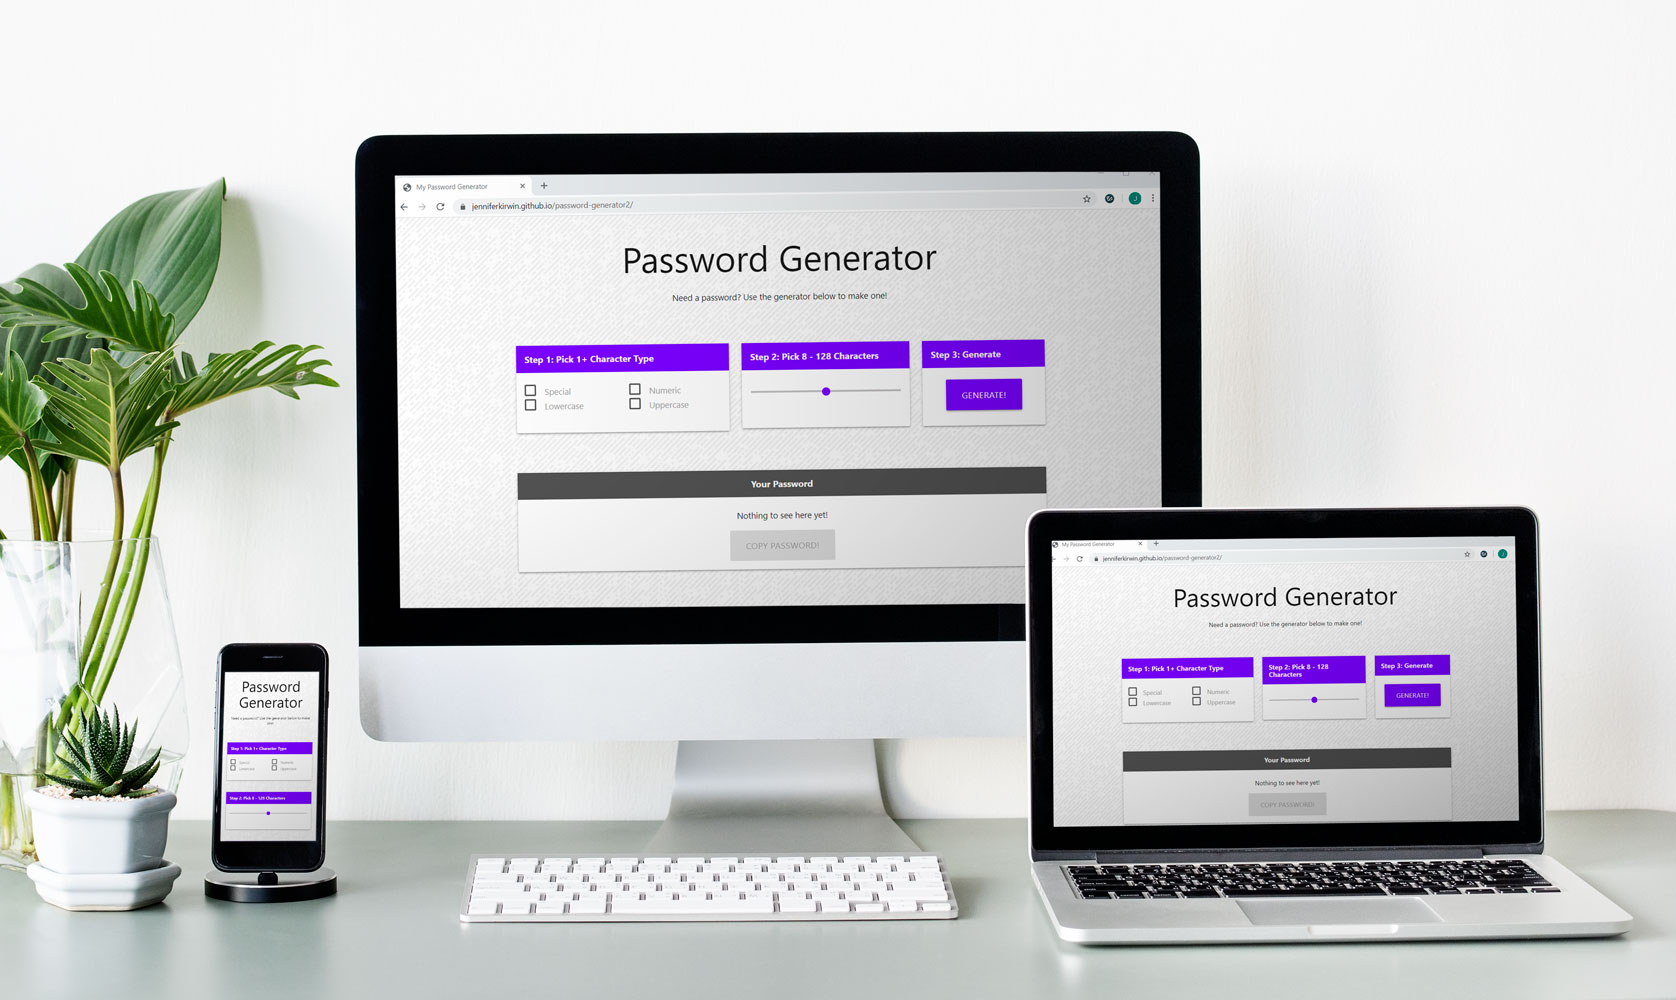 My Password Generator
jenniferkirwin.github.io/password-generator2/
J
Password Generator
Need a password? Use the generator below to make one!
Step 1: Pick 1+ Character Type
Special
Numeric
Lowercase
Uppercase
Step 2: Pick 8 - 128 Characters
Step 3: Generate
GENERATE!
Your Password
Nothing to see here yet!
COPY PASSWORD!
My Password Generator
jenniferkirwin.github.io/password-generator2/
J
Password Generator
Need a password? Use the generator below to make one!
Step 1: Pick 1+ Character Type
Special
Numeric
Lowercase
Uppercase
Step 2: Pick 8 - 128
Characters
Step 3: Generate
GENERATE!
Your Password
Nothing to see here yet!
COPY PASSWORD!
Password
Generator
Need a password? Use the generator below to make
one!
Step 1: Pick 1+ Character Type
Special
Numeric
Lowercase
Uppercase
Step 2: Pick 8 - 128 Characters